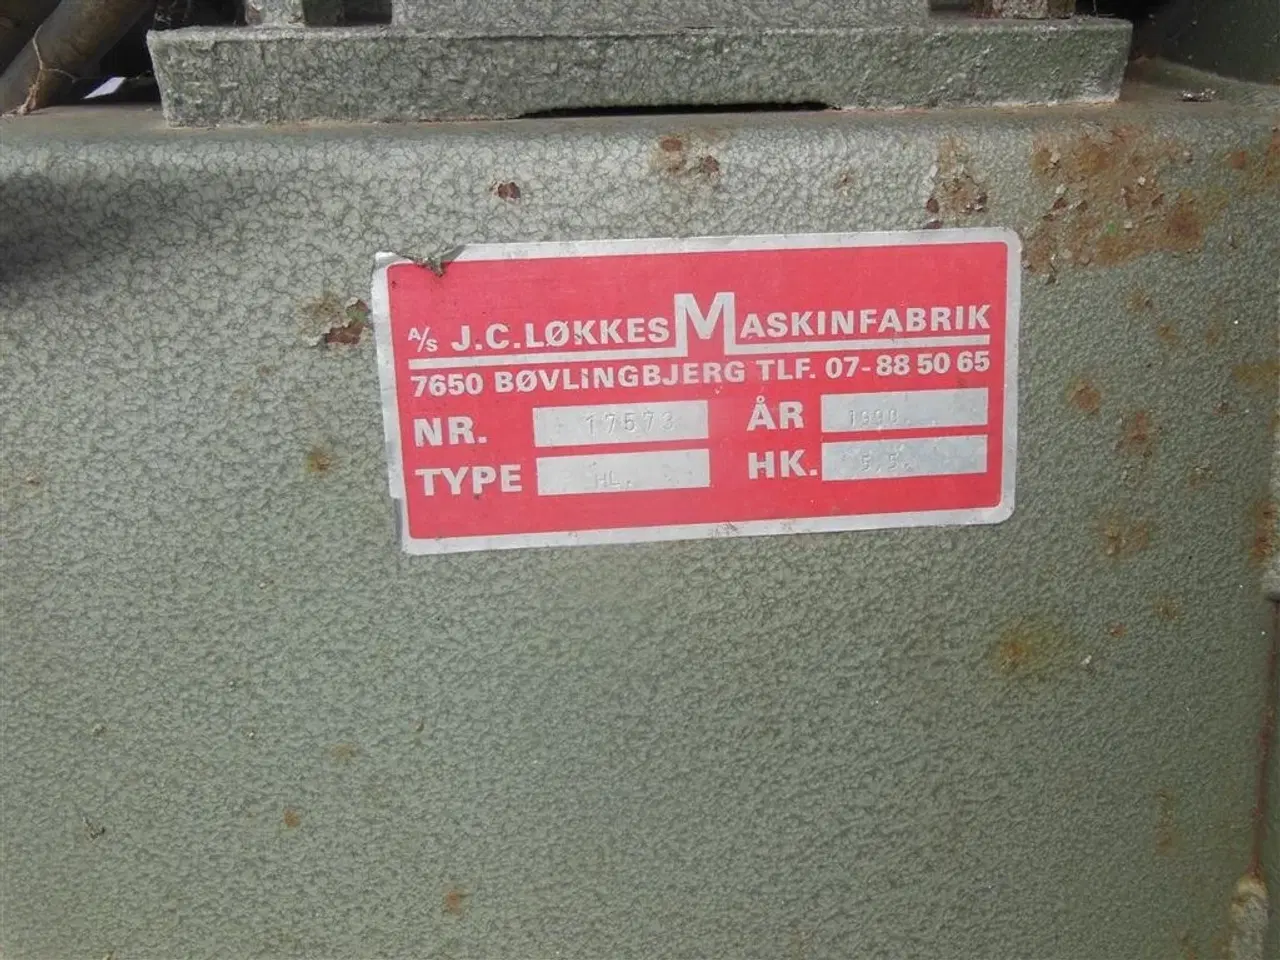 A/S J.C.LØKKES MASKINFABRIK
7650 BØVLINGBJERG TLF. 07-88 50 65
NR. 17573 ÅR 1990.
TYPE HL. HK. 5,5.